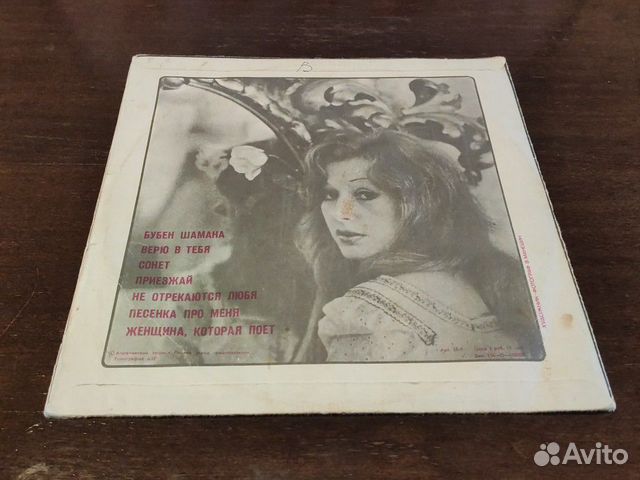 В
БУБЕН ШАМАНА
ВЕРЮ В ТЕБЯ
СОНЕТ
ПРИЕЗЖАЙ
НЕ ОТРЕКАЮТСЯ ЛЮБЯ
ПЕСЕНКА ПРО МЕНЯ
ЖЕНЩИНА, КОТОРАЯ ПОЕТ
Avito